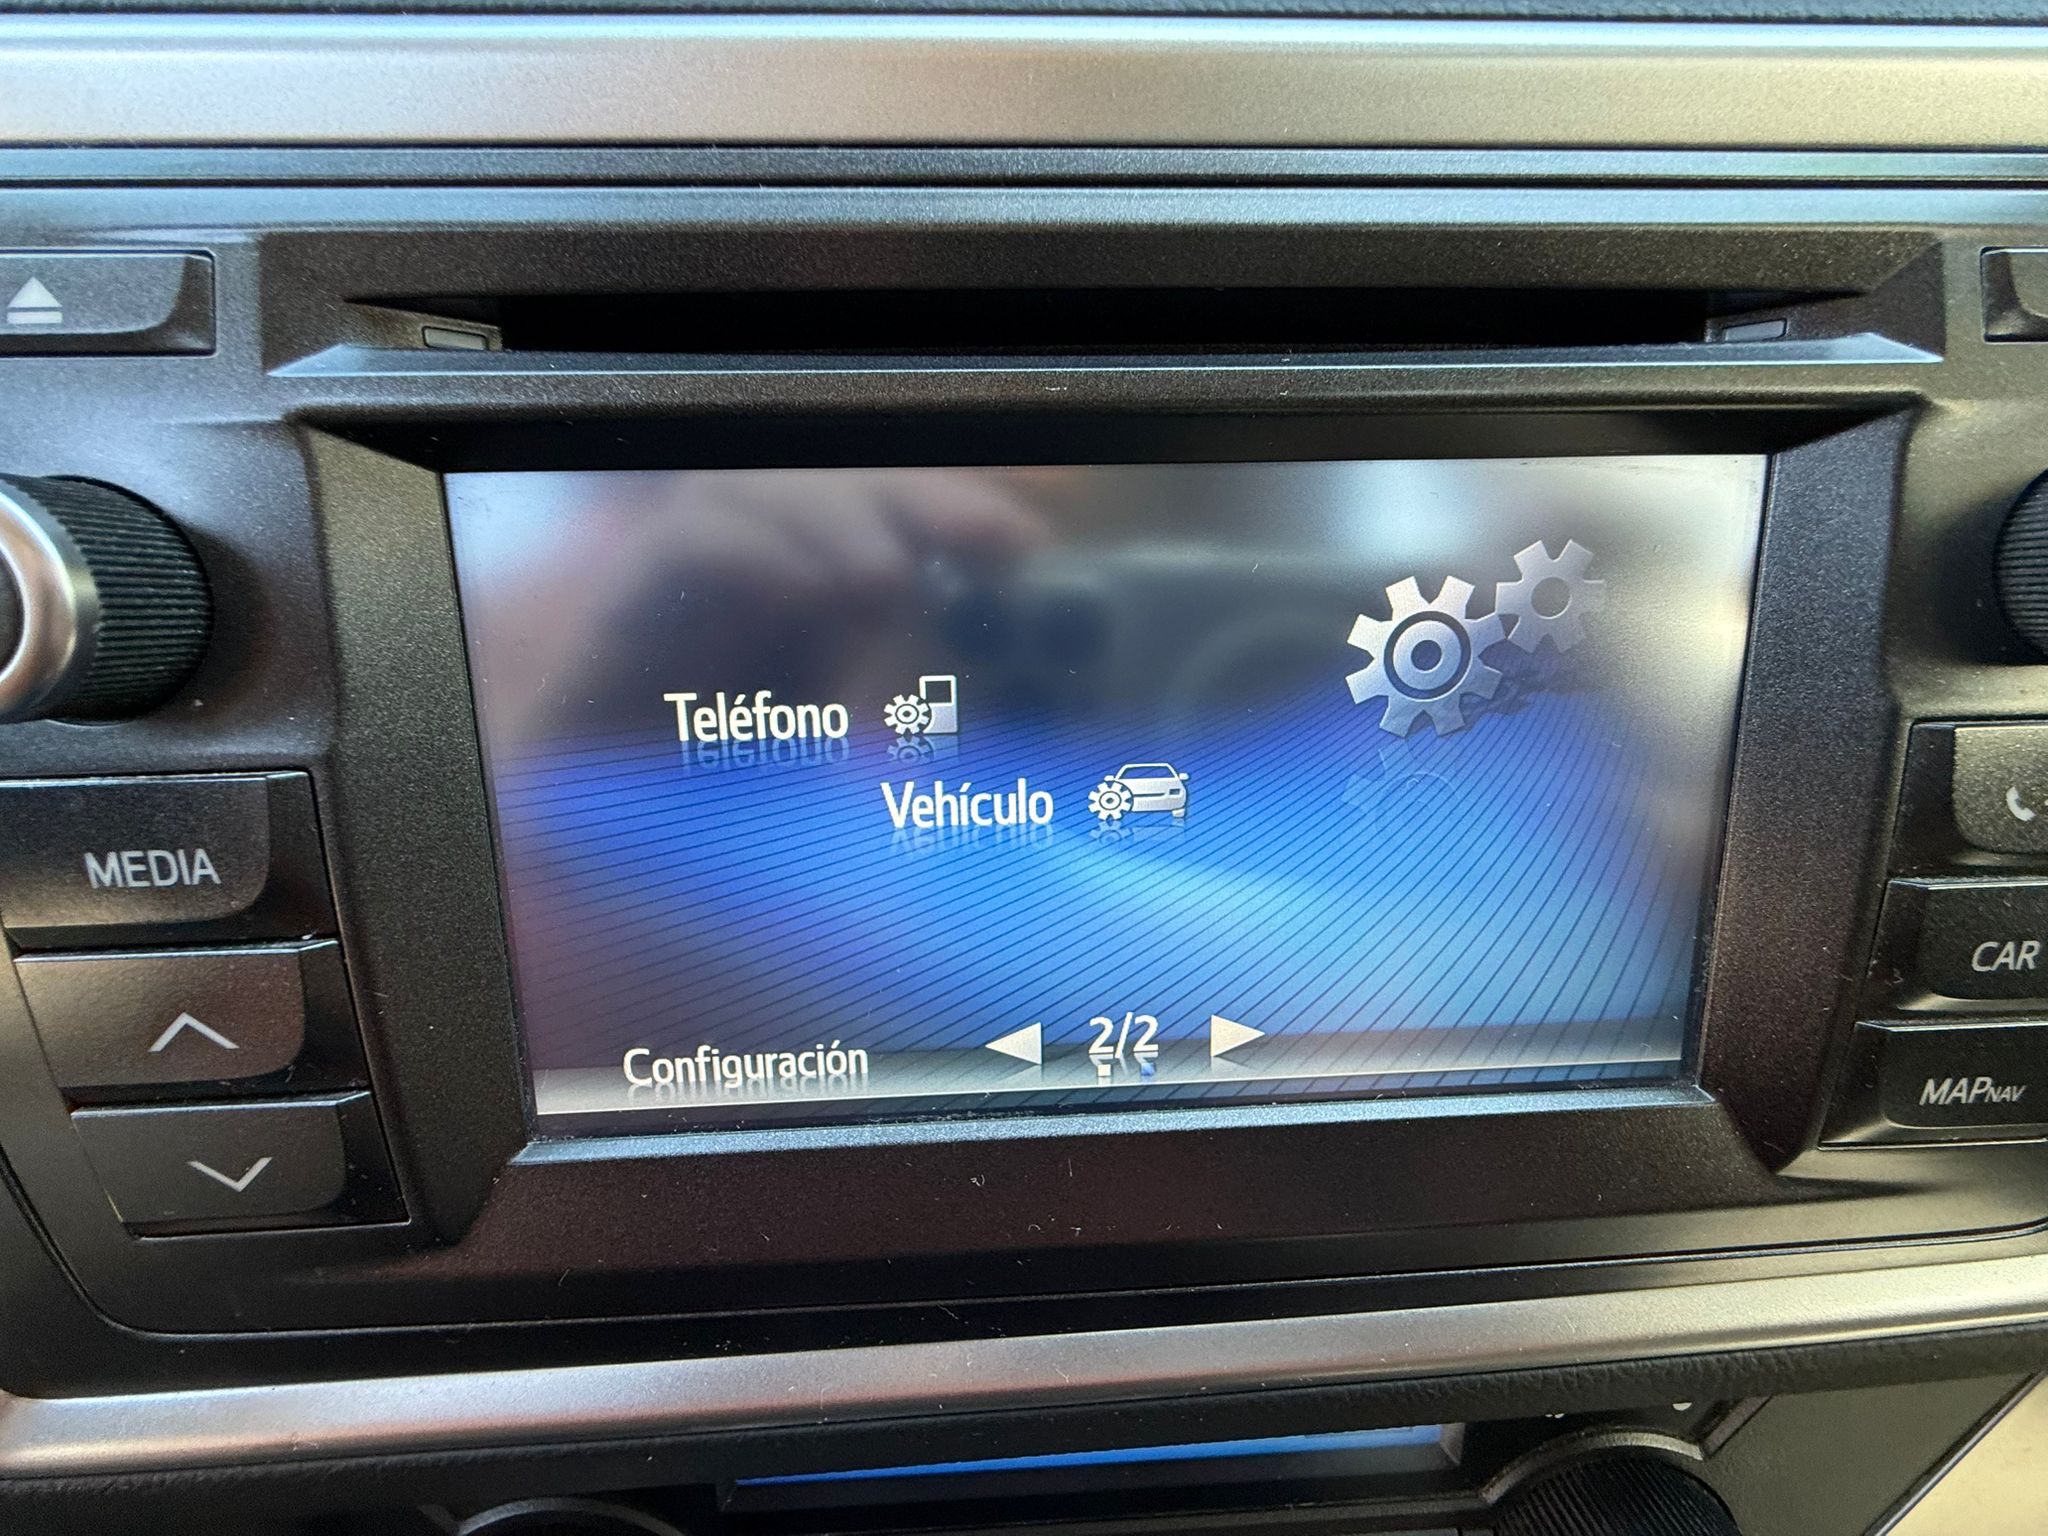 Teléfono
Vehículo
Configuración
2/2
MEDIA
CAR
MAPNAV